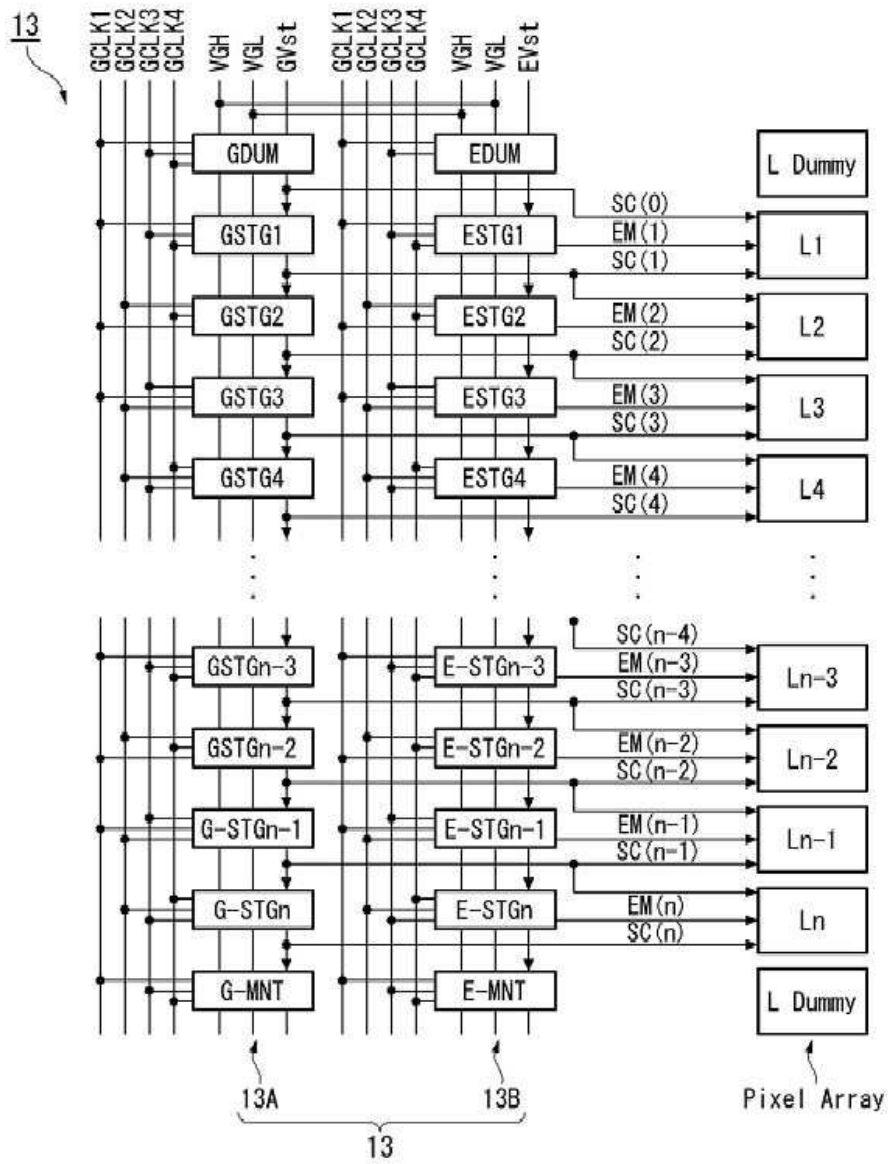 13
GCLK1 GCLK2 GCLK3 GCLK4 VGH VGL GVst GCLK1 GCLK2 GCLK3 GCLK4 VGH VGL EVst
GDUM EDUM L Dummy
SC(0)
GSTG1 ESTG1 EM(1) L1
SC(1)
GSTG2 ESTG2 EM(2) L2
SC(2)
GSTG3 ESTG3 EM(3) L3
SC(3)
GSTG4 ESTG4 EM(4) L4
SC(4)
SC(n-4)
GSTGn-3 E-STGn-3 EM(n-3) Ln-3
SC(n-3)
GSTGn-2 E-STGn-2 EM(n-2) Ln-2
SC(n-2)
G-STGn-1 E-STGn-1 EM(n-1) Ln-1
SC(n-1)
G-STGn E-STGn EM(n) Ln
SC(n)
G-MNT E-MNT L Dummy
13A 13B Pixel Array
13